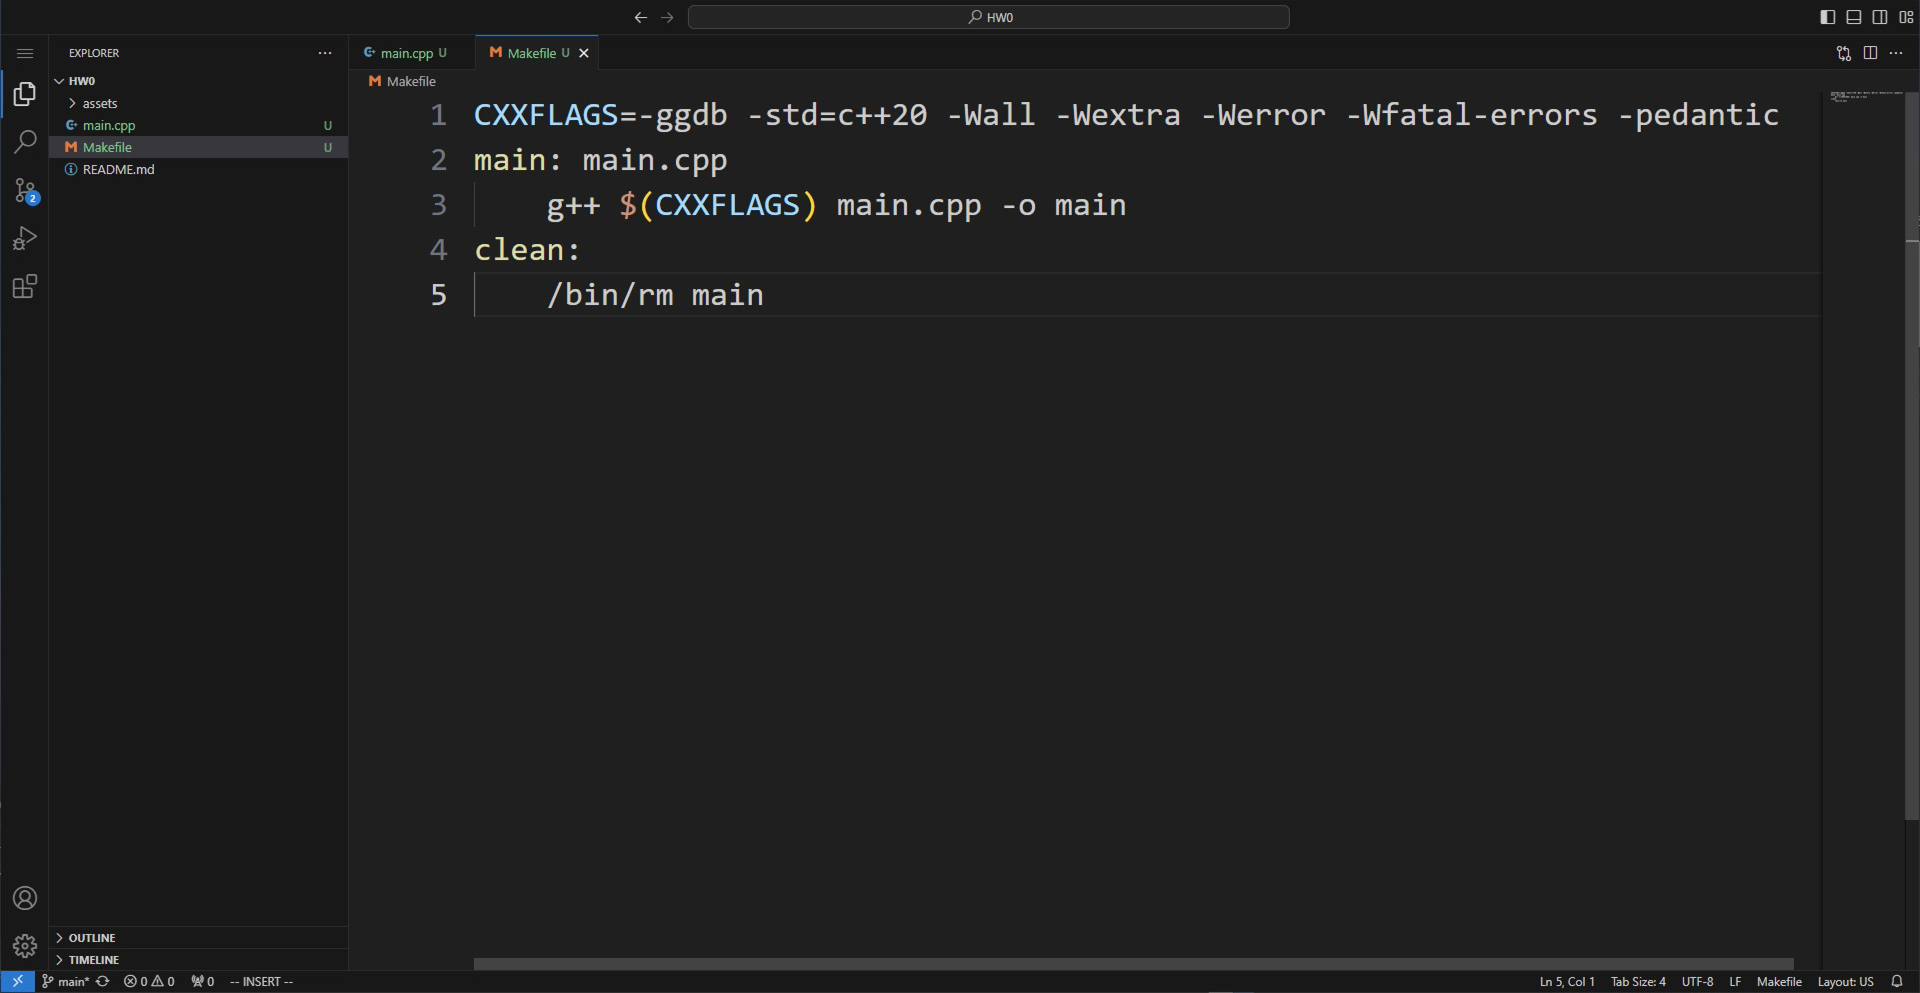 HW0
EXPLORER
HW0
assets
main.cpp U
Makefile U
README.md
OUTLINE
TIMELINE
main.cpp U
Makefile U
Makefile
1 CXXFLAGS=-ggdb -std=c++20 -Wall -Wextra -Werror -Wfatal-errors -pedantic
2 main: main.cpp
3     g++ $(CXXFLAGS) main.cpp -o main
4 clean:
5     /bin/rm main
2
main* 0 0 0 -- INSERT -- Ln 5, Col 1 Tab Size: 4 UTF-8 LF Makefile Layout: US